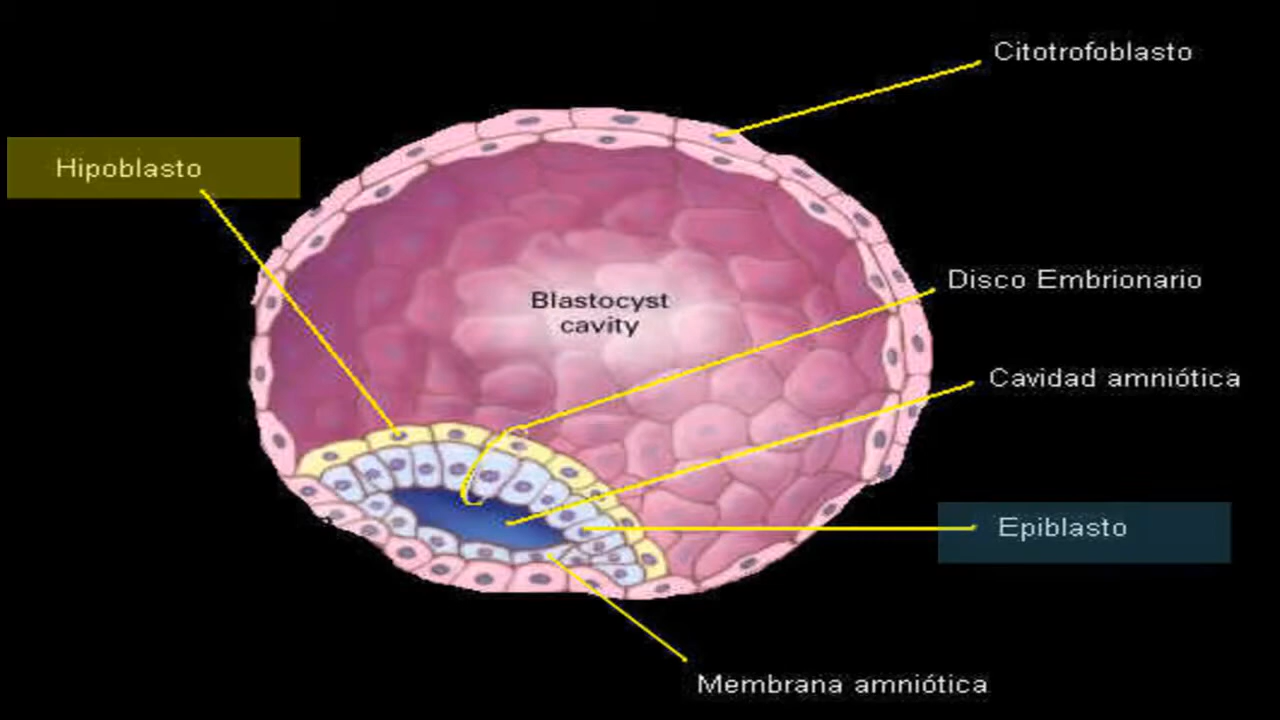 Citotrofoblasto
Hipoblasto
Disco Embrionario
Blastocyst
cavity
Cavidad amniótica
Epiblasto
Membrana amniótica